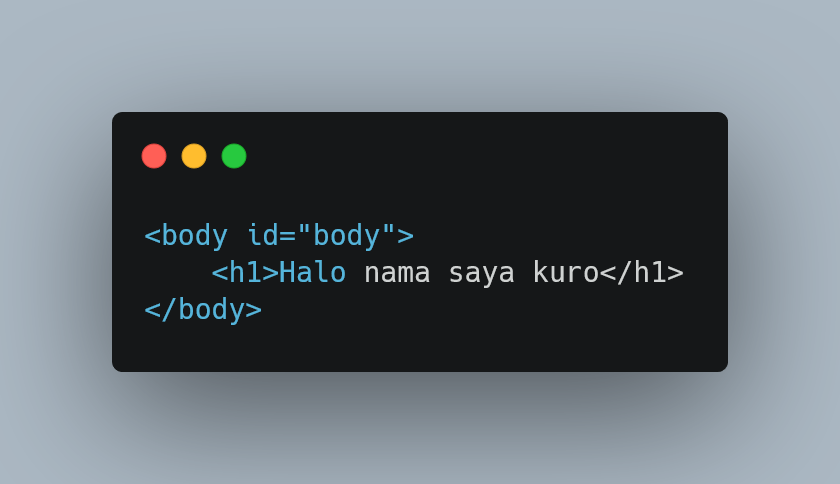 <body id="body">
    <h1>Halo nama saya kuro</h1>
</body>